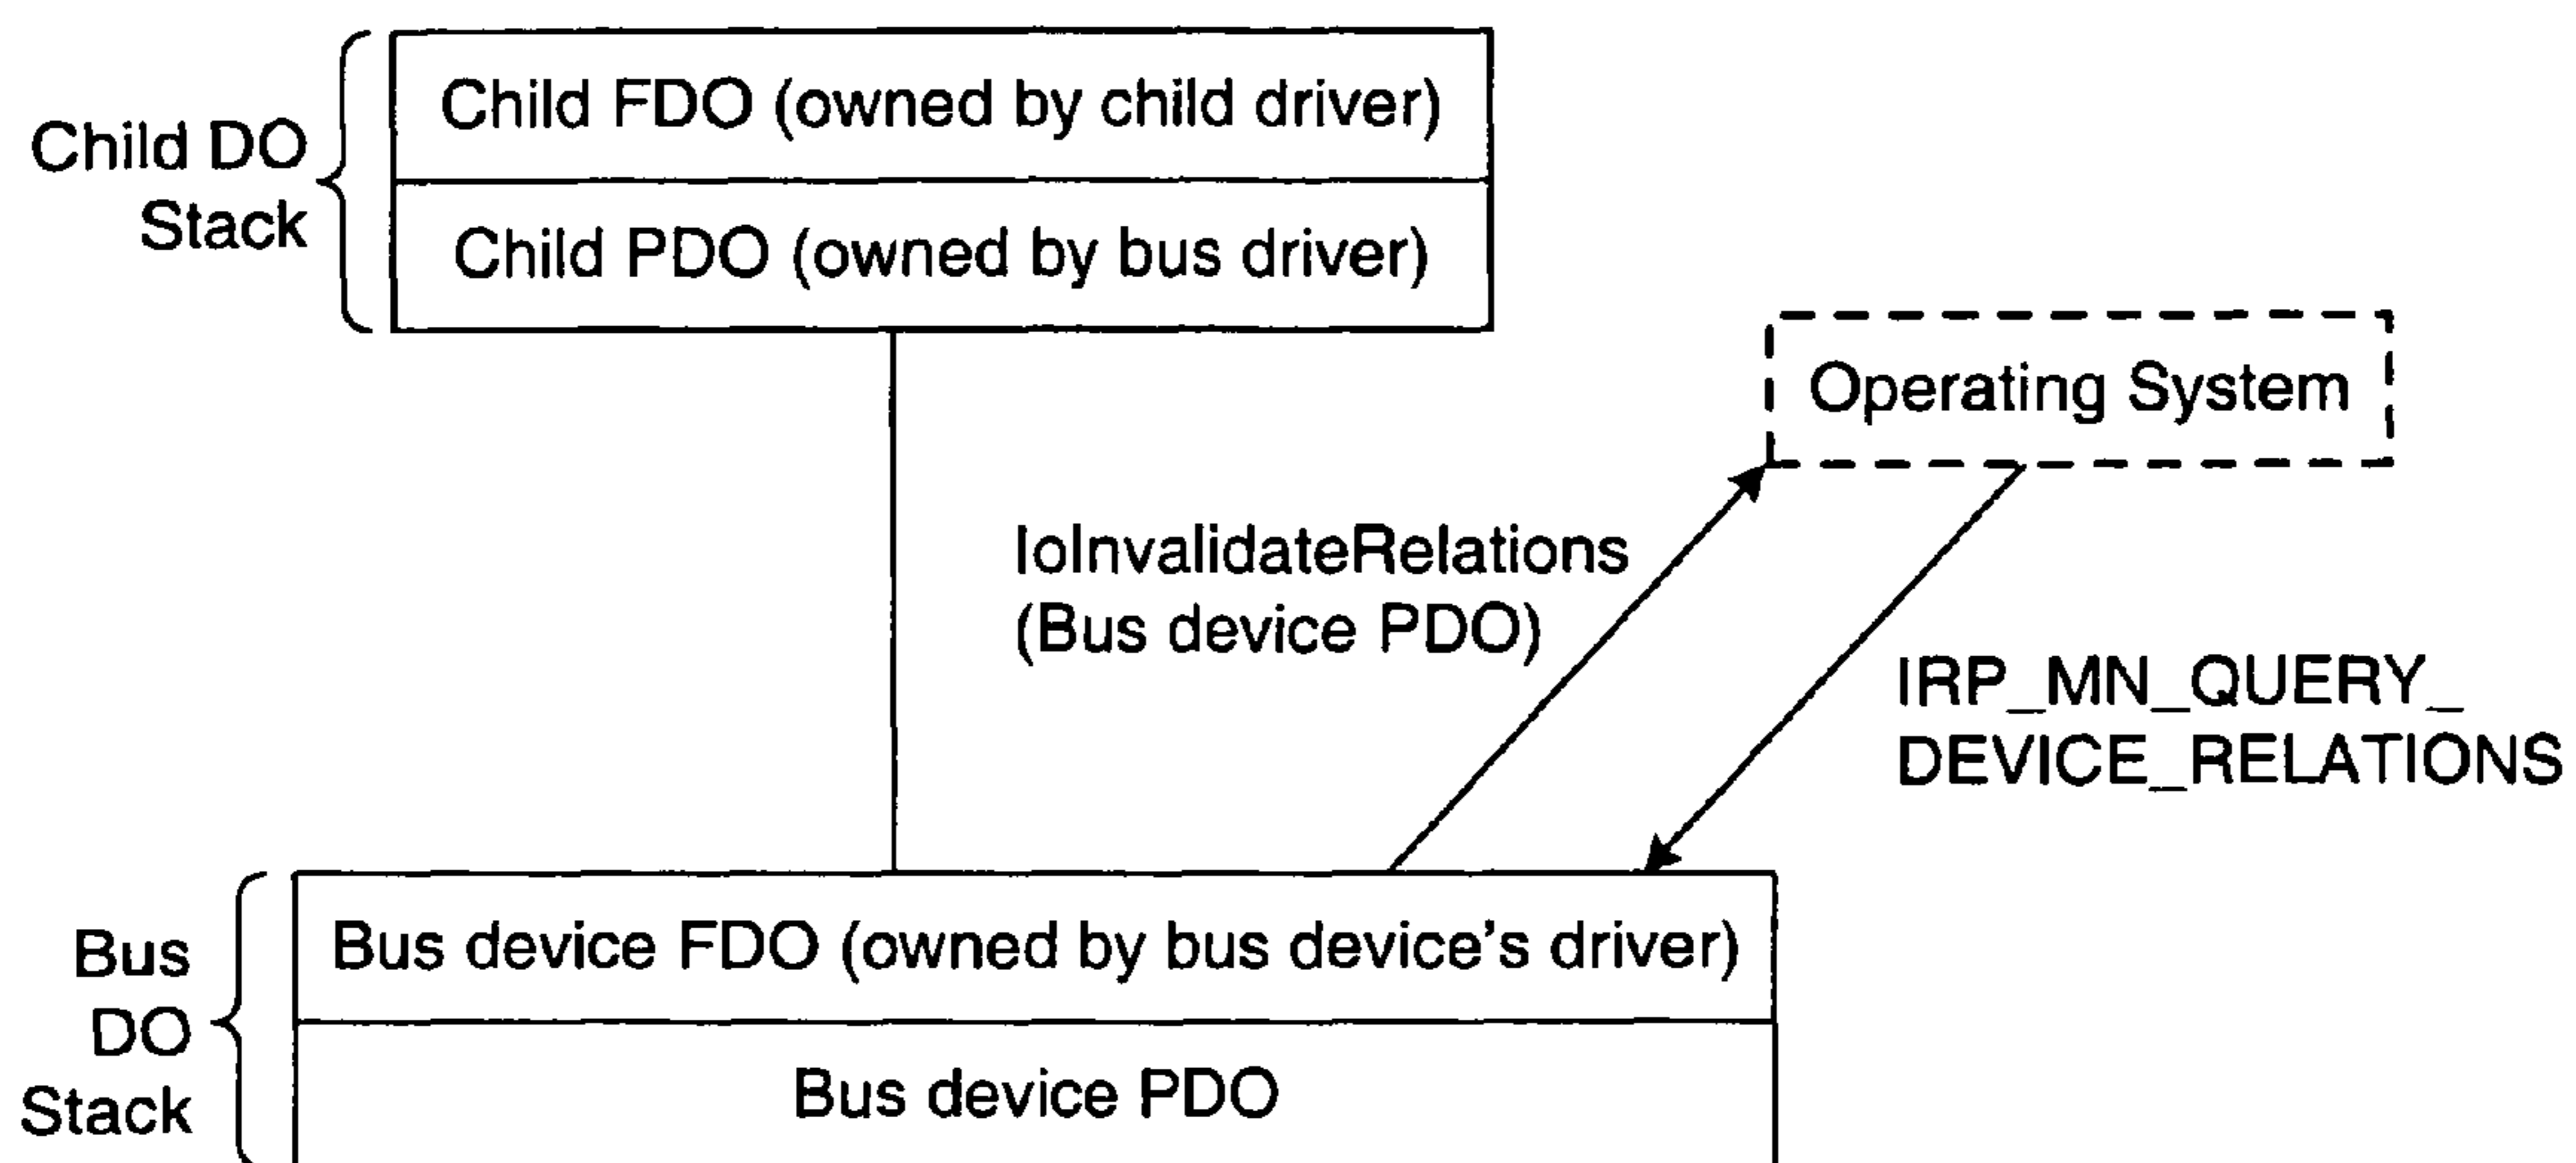 Child FDO (owned by child driver)
Child DO
Stack
Child PDO (owned by bus driver)
Operating System
IoInvalidateRelations
(Bus device PDO)
IRP_MN_QUERY_
DEVICE_RELATIONS
Bus device FDO (owned by bus device's driver)
Bus
DO
Stack
Bus device PDO